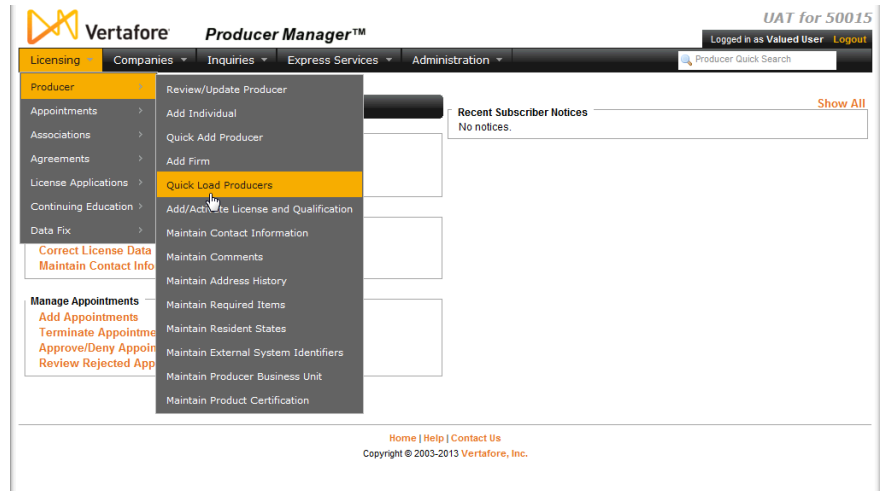 UAT for 50015
Vertafore Producer Manager™
Logged in as Valued User Logout
Licensing Companies Inquiries Express Services Administration Producer Quick Search
Producer
Appointments
Associations
Agreements
License Applications
Continuing Education
Data Fix
Review/Update Producer
Add Individual
Quick Add Producer
Add Firm
Quick Load Producers
Add/Activate License and Qualification
Maintain Contact Information
Maintain Comments
Maintain Address History
Maintain Required Items
Maintain Resident States
Maintain External System Identifiers
Maintain Producer Business Unit
Maintain Product Certification
Show All
Recent Subscriber Notices
No notices.
Correct License Data
Maintain Contact Info
Manage Appointments
Add Appointments
Terminate Appointme
Approve/Deny Appoin
Review Rejected App
Home | Help | Contact Us
Copyright © 2003-2013 Vertafore, Inc.